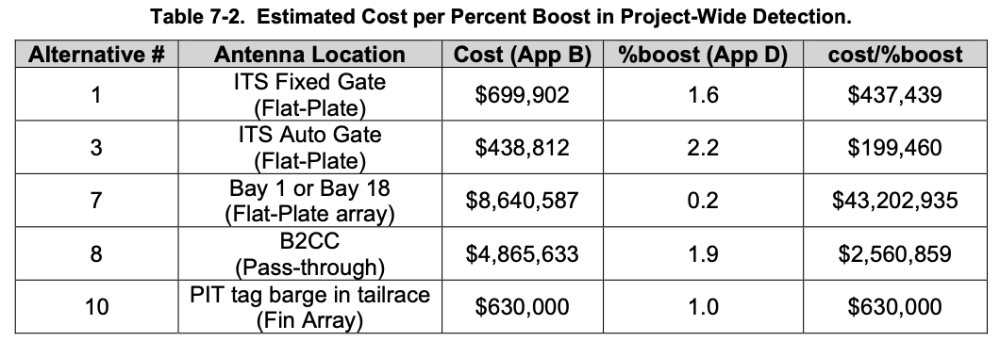 Table 7-2.  Estimated Cost per Percent Boost in Project-Wide Detection.
Alternative # Antenna Location Cost (App B) %boost (App D) cost/%boost
ITS Fixed Gate
1 $699,902 1.6 $437,439
(Flat-Plate)
ITS Auto Gate
3 $438,812 2.2 $199,460
(Flat-Plate)
Bay 1 or Bay 18
7 $8,640,587 0.2 $43,202,935
(Flat-Plate array)
B2CC
8 $4,865,633 1.9 $2,560,859
(Pass-through)
PIT tag barge in tailrace
10 $630,000 1.0 $630,000
(Fin Array)